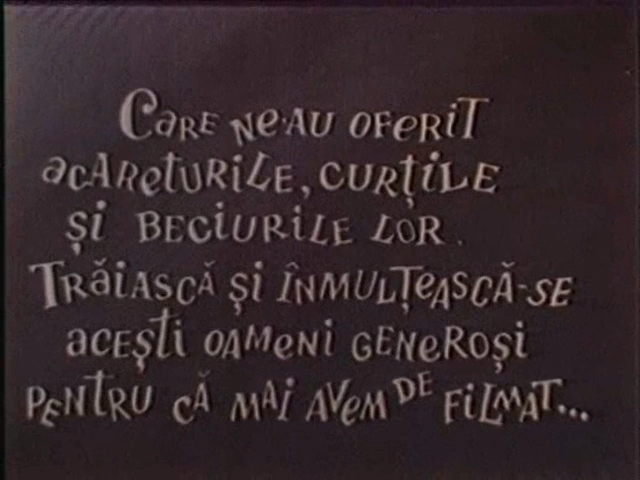 Care ne-au oferit
acareturile, curțile
și beciurile lor.
Trăiască și înmulțească-se
acești oameni generoși
pentru că mai avem de filmat...